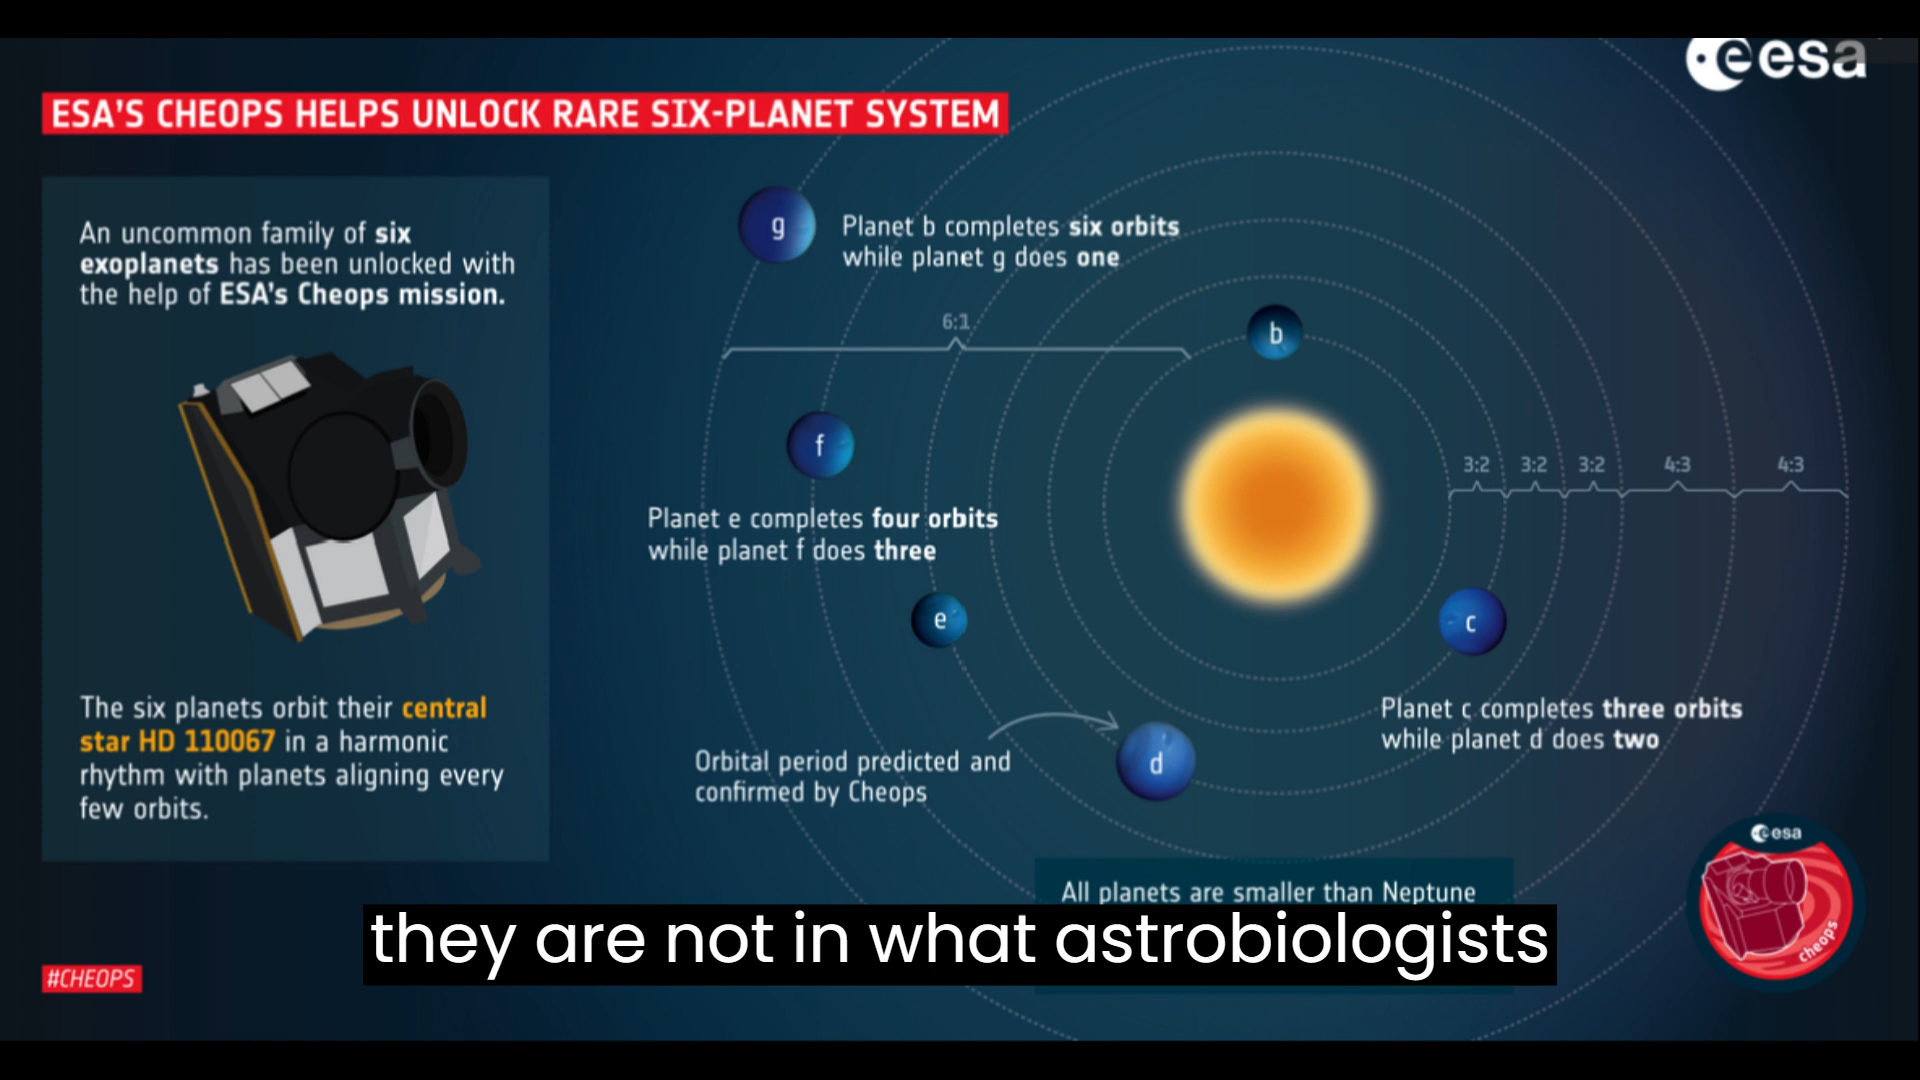 esa
ESA'S CHEOPS HELPS UNLOCK RARE SIX-PLANET SYSTEM
An uncommon family of six
exoplanets has been unlocked with
the help of ESA's Cheops mission.
The six planets orbit their central
star HD 110067 in a harmonic
rhythm with planets aligning every
few orbits.
g
Planet b completes six orbits
while planet g does one
6:1
b
f
3:2 3:2 3:2 4:3 4:3
Planet e completes four orbits
while planet f does three
e
c
Planet c completes three orbits
while planet d does two
Orbital period predicted and
confirmed by Cheops
d
All planets are smaller than Neptune
they are not in what astrobiologists
esa
cheops
#CHEOPS